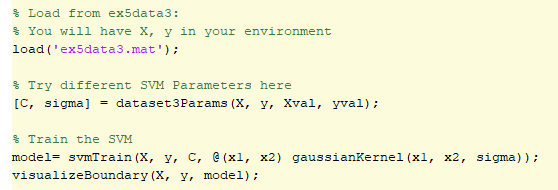 % Load from ex5data3:
% You will have X, y in your environment
load('ex5data3.mat');
% Try different SVM Parameters here
[C, sigma] = dataset3Params(X, y, Xval, yval);
% Train the SVM
model= svmTrain(X, y, C, @(x1, x2) gaussianKernel(x1, x2, sigma));
visualizeBoundary(X, y, model);